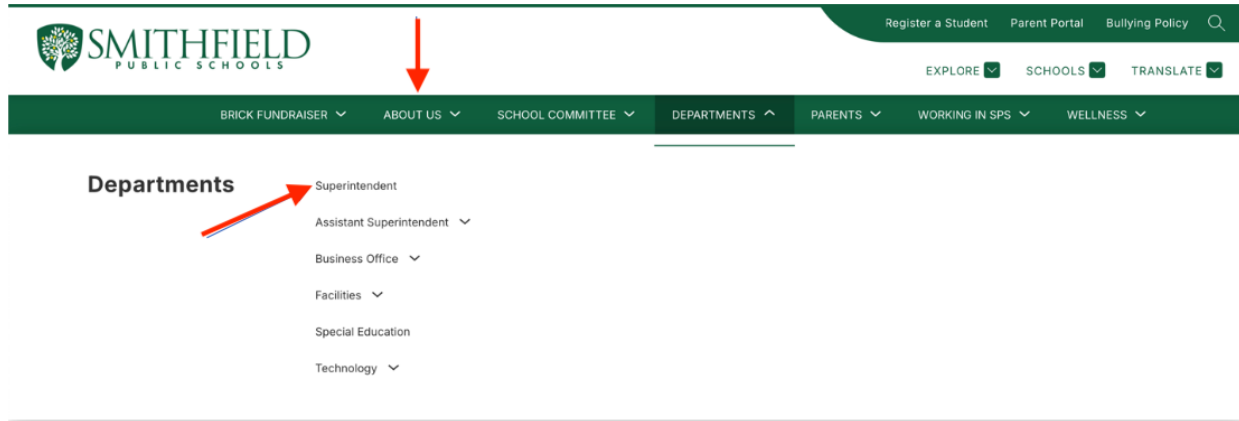 Register a Student Parent Portal Bullying Policy
SMITHFIELD
PUBLIC SCHOOLS
EXPLORE SCHOOLS TRANSLATE
BRICK FUNDRAISER ABOUT US SCHOOL COMMITTEE DEPARTMENTS PARENTS WORKING IN SPS WELLNESS
Departments
Superintendent
Assistant Superintendent
Business Office
Facilities
Special Education
Technology